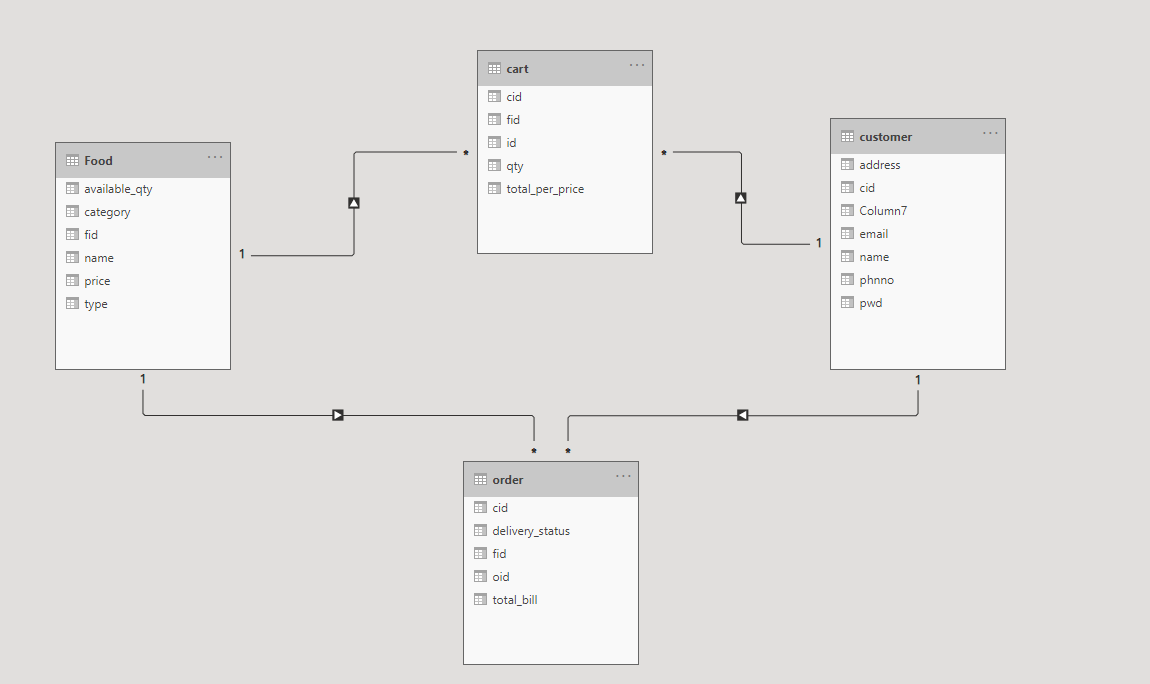 cart
cid
fid
id
qty
total_per_price
customer
address
cid
Column7
email
name
phnno
pwd
Food
available_qty
category
fid
name
price
type
*
*
1
1
1
1
*
*
order
cid
delivery_status
fid
oid
total_bill